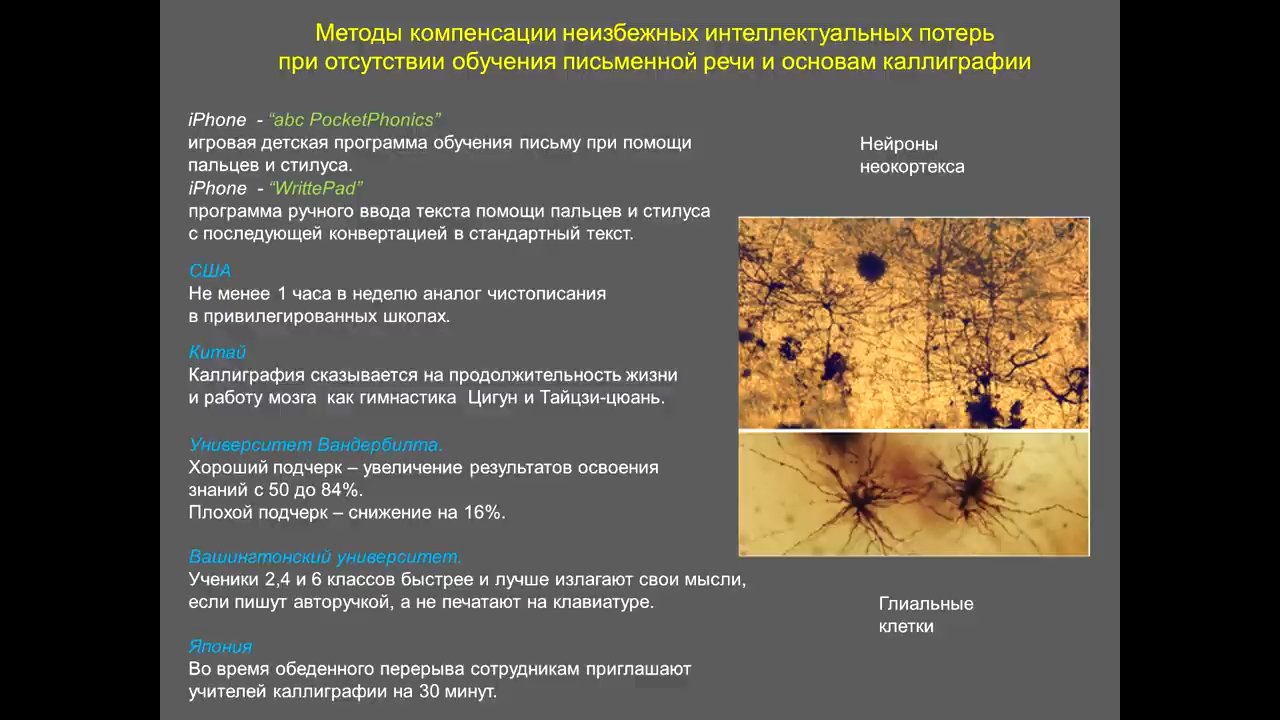 Методы компенсации неизбежных интеллектуальных потерь
при отсутствии обучения письменной речи и основам каллиграфии
iPhone - “abc PocketPhonics”
игровая детская программа обучения письму при помощи
пальцев и стилуса.
iPhone - “WrittePad”
программа ручного ввода текста помощи пальцев и стилуса
с последующей конвертацией в стандартный текст.
США
Не менее 1 часа в неделю аналог чистописания
в привилегированных школах.
Китай
Каллиграфия сказывается на продолжительность жизни
и работу мозга как гимнастика Цигун и Тайцзи-цюань.
Университет Вандербилта.
Хороший подчерк – увеличение результатов освоения
знаний с 50 до 84%.
Плохой подчерк – снижение на 16%.
Вашингтонский университет.
Ученики 2,4 и 6 классов быстрее и лучше излагают свои мысли,
если пишут авторучкой, а не печатают на клавиатуре.
Япония
Во время обеденного перерыва сотрудникам приглашают
учителей каллиграфии на 30 минут.
Нейроны
неокортекса
Глиальные
клетки